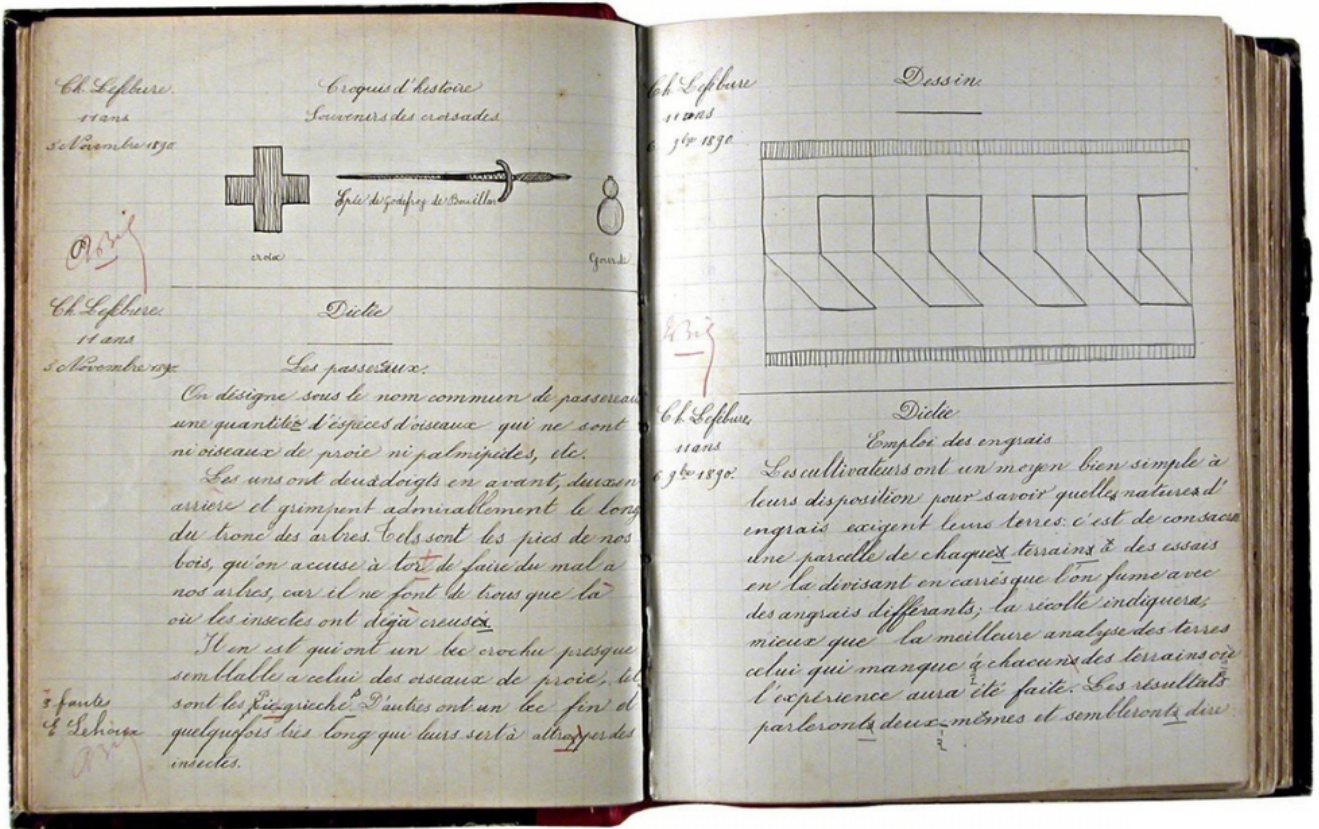 Ch. Lefebure.
11 ans
5 Novembre 1890
Croquis d'histoire
Souvenirs des croisades
Epée de Godefroy de Bouillon
croix
Gourde
Ch. Lefebure.
11 ans
5 Novembre 1890
Dictée
Les passereaux.
On désigne sous le nom commun de passereau
une quantitéz d'éspèces d'oiseaux qui ne sont
ni oiseaux de proie ni palmipèdes, etc.
Les uns ont deux doigts en avant, deux en
arrière et grimpent admirablement le long
du tronc des arbres. Tels sont les pics de nos
bois, qu'on accuse à tort de faire du mal a
nos arbres, car il ne font de trous que là
où les insectes ont dèjà creusés
Il en est qui ont un bec crochu presque
semblable a celui des oiseaux de proie, tel
sont les Pie-grieche. D'autres ont un bec fin et
quelquefois très long qui leurs sert à attrapper des
insectes.
3 fautes
E Lehoux
Ch. Lefebure
11 ans
6 9bre 1890
Dessin
Ch. Lefebure,
11 ans
6 9bre 1890.
Dictée
Emploi des engrais
Les cultivateurs ont un moyen bien simple à
leurs disposition pour savoir quelles natures d'
engrais exigent leurs terres: c'est de consacrer
une parcelle de chaques terrains à des essais
en la divisant en carrés que l'on fume avec
des angrais différants; la récolte indiquera,
mieux que la meilleure analyse des terres
celui qui manque à chacuns des terrains où
l'expérience aura été faite. Les résultats
parleronts deux-mêmes et sembleronts dire